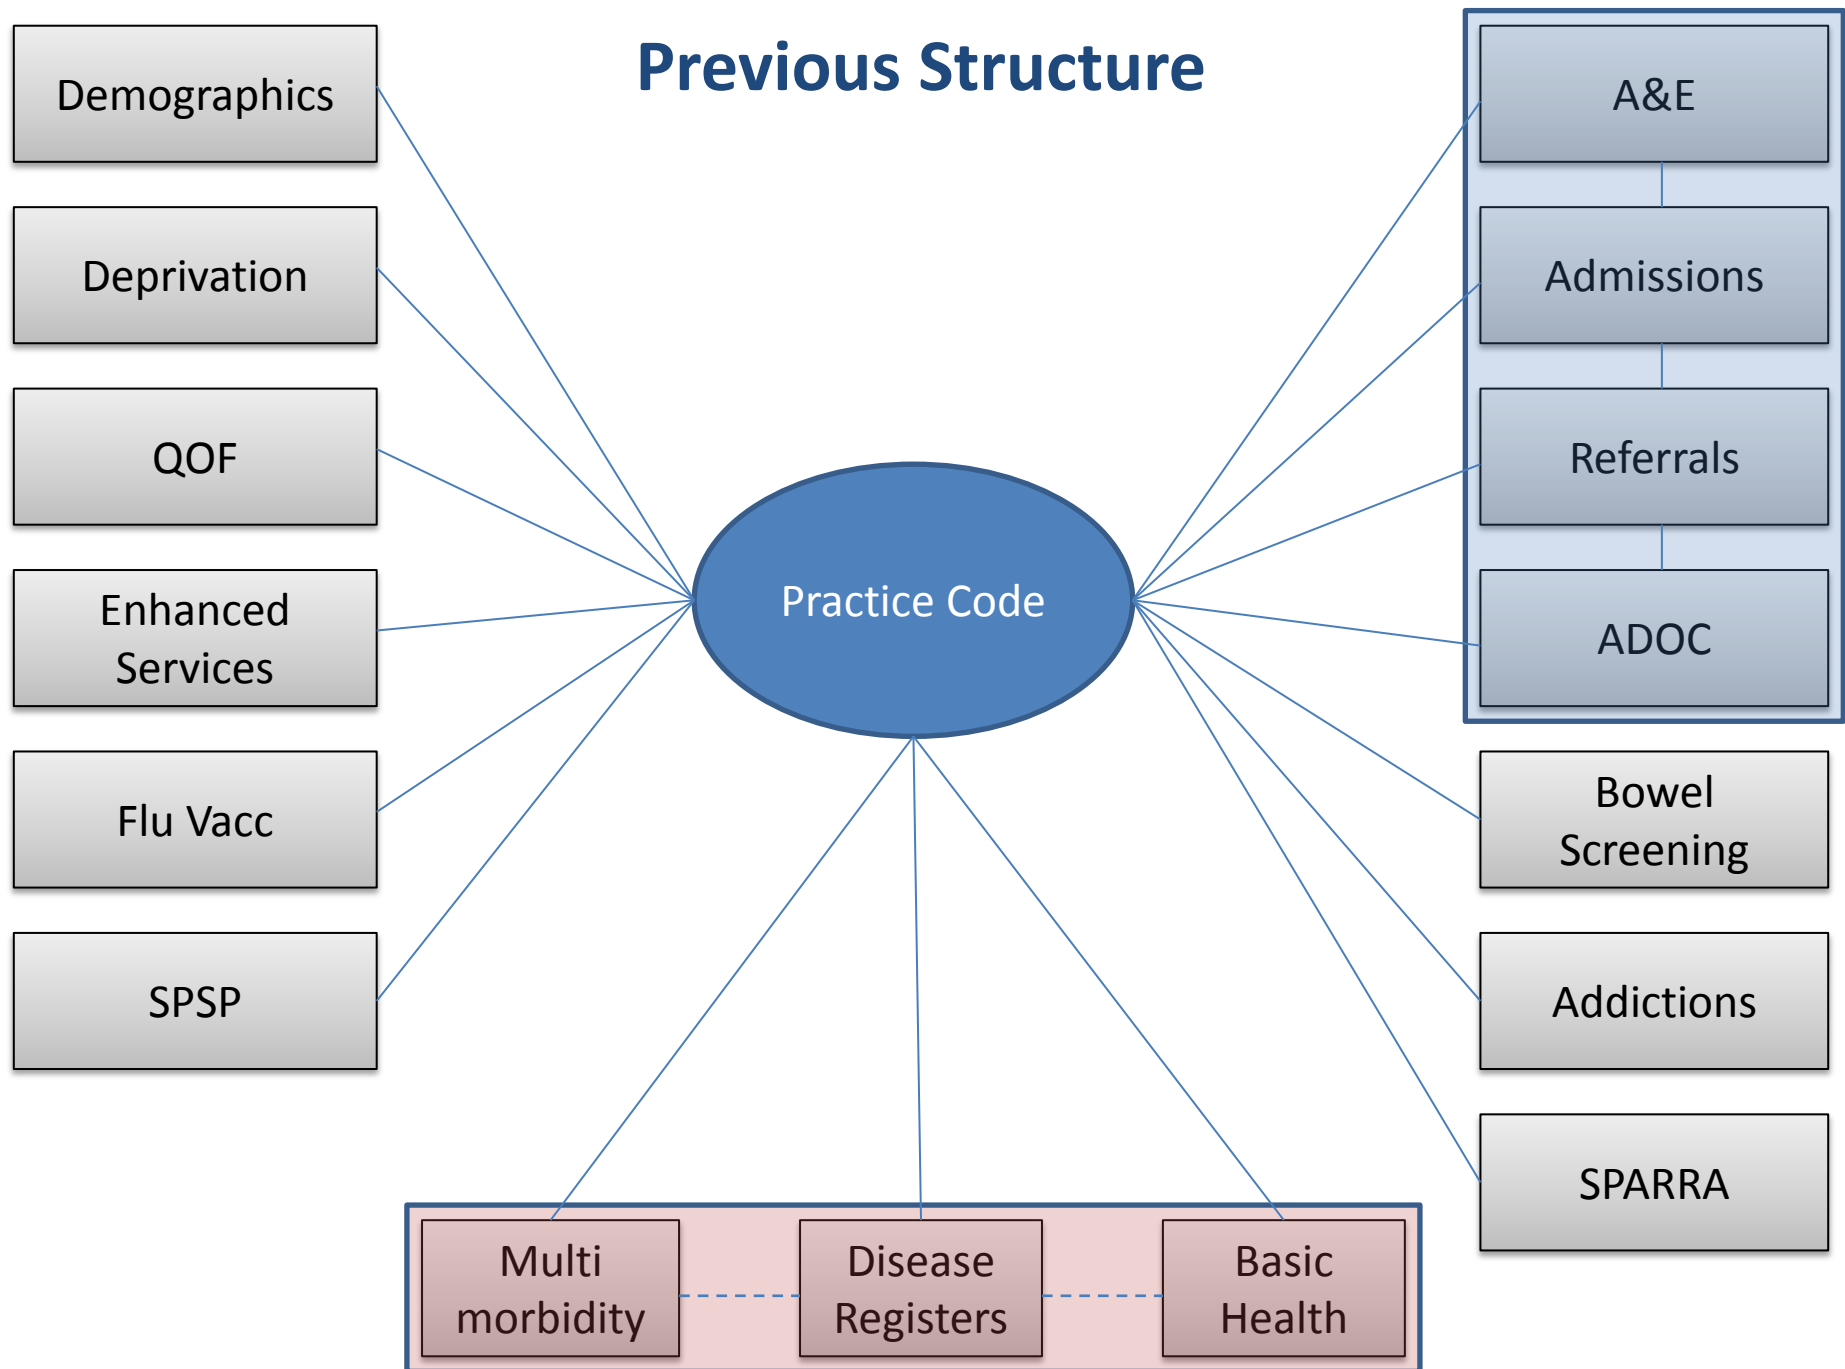 Previous Structure
Demographics
Deprivation
QOF
Enhanced
Services
Flu Vacc
SPSP
Practice Code
A&E
Admissions
Referrals
ADOC
Bowel
Screening
Addictions
SPARRA
Multi
morbidity
Disease
Registers
Basic
Health